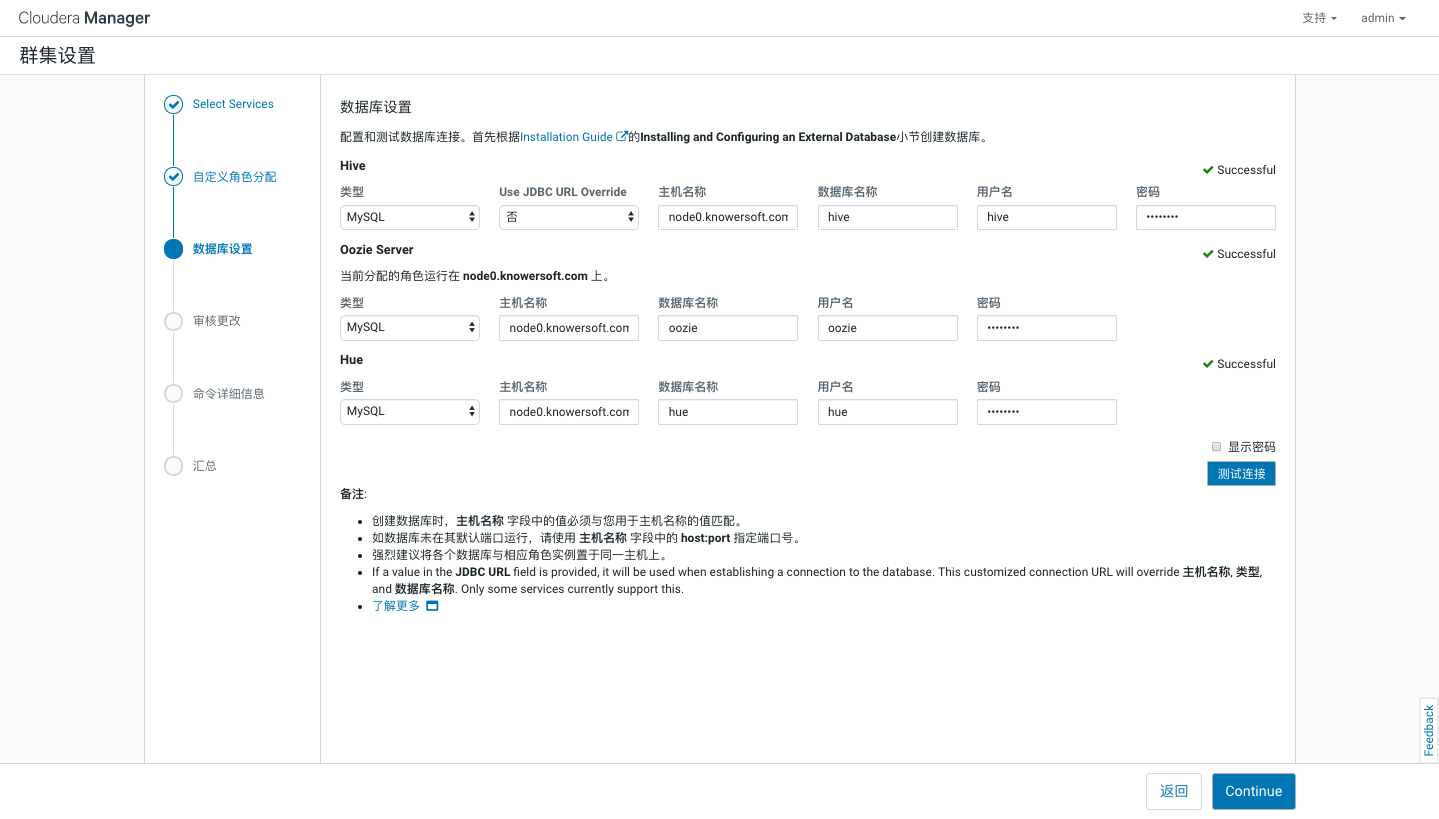 Cloudera Manager
支持
admin
群集设置
Select Services
自定义角色分配
数据库设置
审核更改
命令详细信息
汇总
数据库设置
配置和测试数据库连接。首先根据Installation Guide的Installing and Configuring an External Database小节创建数据库。
Hive
Successful
类型 Use JDBC URL Override 主机名称 数据库名称 用户名 密码
MySQL 否 node0.knowersoft.com hive hive ••••••••
Oozie Server
Successful
当前分配的角色运行在 node0.knowersoft.com 上。
类型 主机名称 数据库名称 用户名 密码
MySQL node0.knowersoft.com oozie oozie ••••••••
Hue
Successful
类型 主机名称 数据库名称 用户名 密码
MySQL node0.knowersoft.com hue hue ••••••••
显示密码
测试连接
备注:
• 创建数据库时，主机名称 字段中的值必须与您用于主机名称的值匹配。
• 如数据库未在其默认端口运行，请使用 主机名称 字段中的 host:port 指定端口号。
• 强烈建议将各个数据库与相应角色实例置于同一主机上。
• If a value in the JDBC URL field is provided, it will be used when establishing a connection to the database. This customized connection URL will override 主机名称, 类型,
and 数据库名称. Only some services currently support this.
• 了解更多
Feedback
返回
Continue